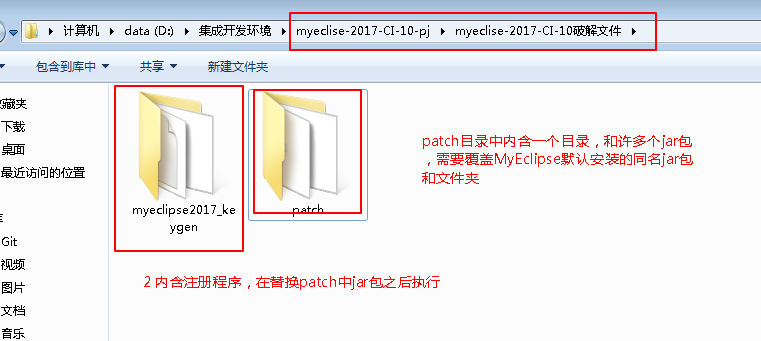 计算机 ▸ data (D:) ▸ 集成开发环境 ▸ myeclise-2017-CI-10-pj ▸ myeclise-2017-CI-10破解文件 ▸
包含到库中 共享 新建文件夹
收藏夹
下载
桌面
最近访问的位置
库
Git
视频
图片
文档
音乐
myeclipse2017_ke
ygen
patch
patch目录中内含一个目录，和许多个jar包
，需要覆盖MyEclipse默认安装的同名jar包
和文件夹
2 内含注册程序，在替换patch中jar包之后执行